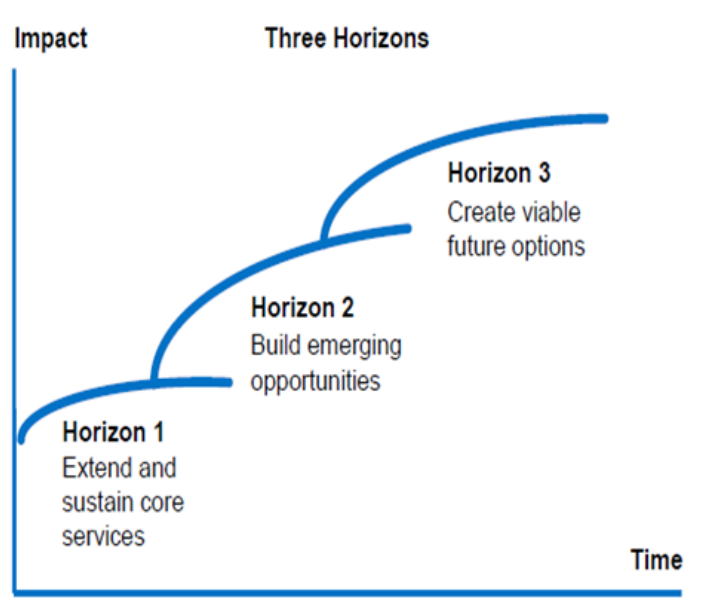 Impact
Three Horizons
Horizon 3
Create viable
future options
Horizon 2
Build emerging
opportunities
Horizon 1
Extend and
sustain core
services
Time